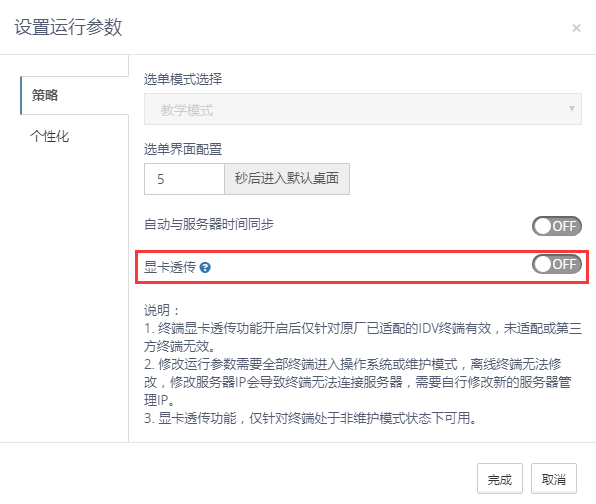 设置运行参数
×
策略
个性化
选单模式选择
教学模式
选单界面配置
5 秒后进入默认桌面
自动与服务器时间同步 OFF
显卡透传 ? OFF
说明：
1. 终端显卡透传功能开启后仅针对原厂已适配的IDV终端有效，未适配或第三
方终端无效。
2. 修改运行参数需要全部终端进入操作系统或维护模式，离线终端无法修
改，修改服务器IP会导致终端无法连接服务器，需要自行修改新的服务器管
理IP。
3. 显卡透传功能，仅针对终端处于非维护模式状态下可用。
完成 取消